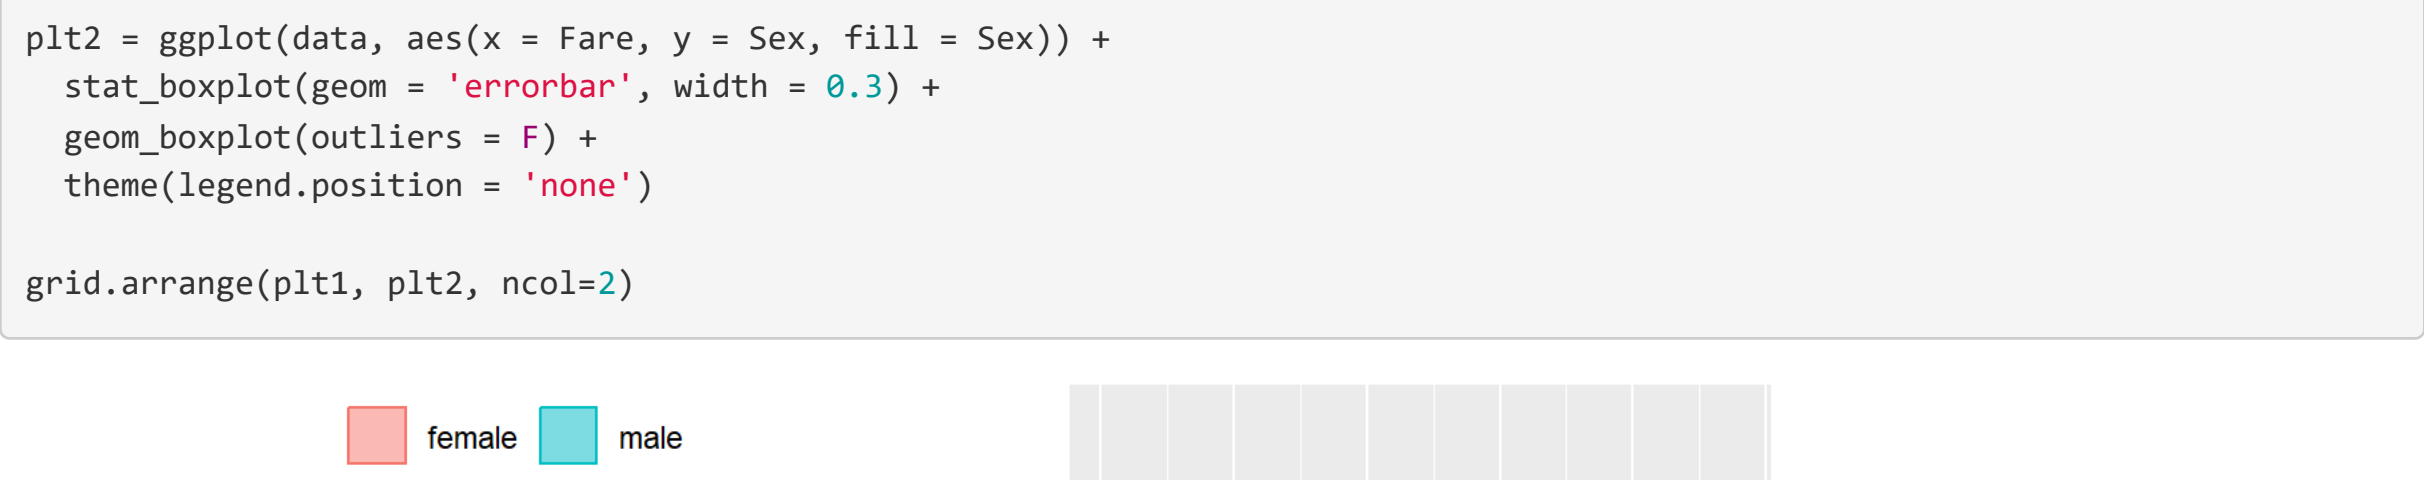 plt2 = ggplot(data, aes(x = Fare, y = Sex, fill = Sex)) +
  stat_boxplot(geom = 'errorbar', width = 0.3) +
  geom_boxplot(outliers = F) +
  theme(legend.position = 'none')
grid.arrange(plt1, plt2, ncol=2)
female male